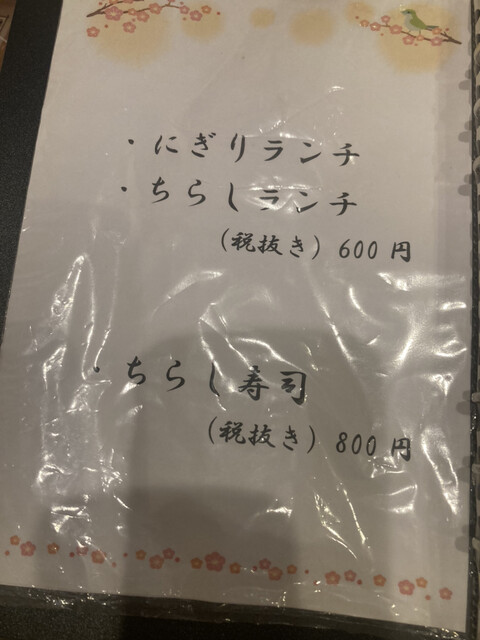 ・にぎりランチ
・ちらしランチ
（税抜き）600円
・ちらし寿司
（税抜き）800円